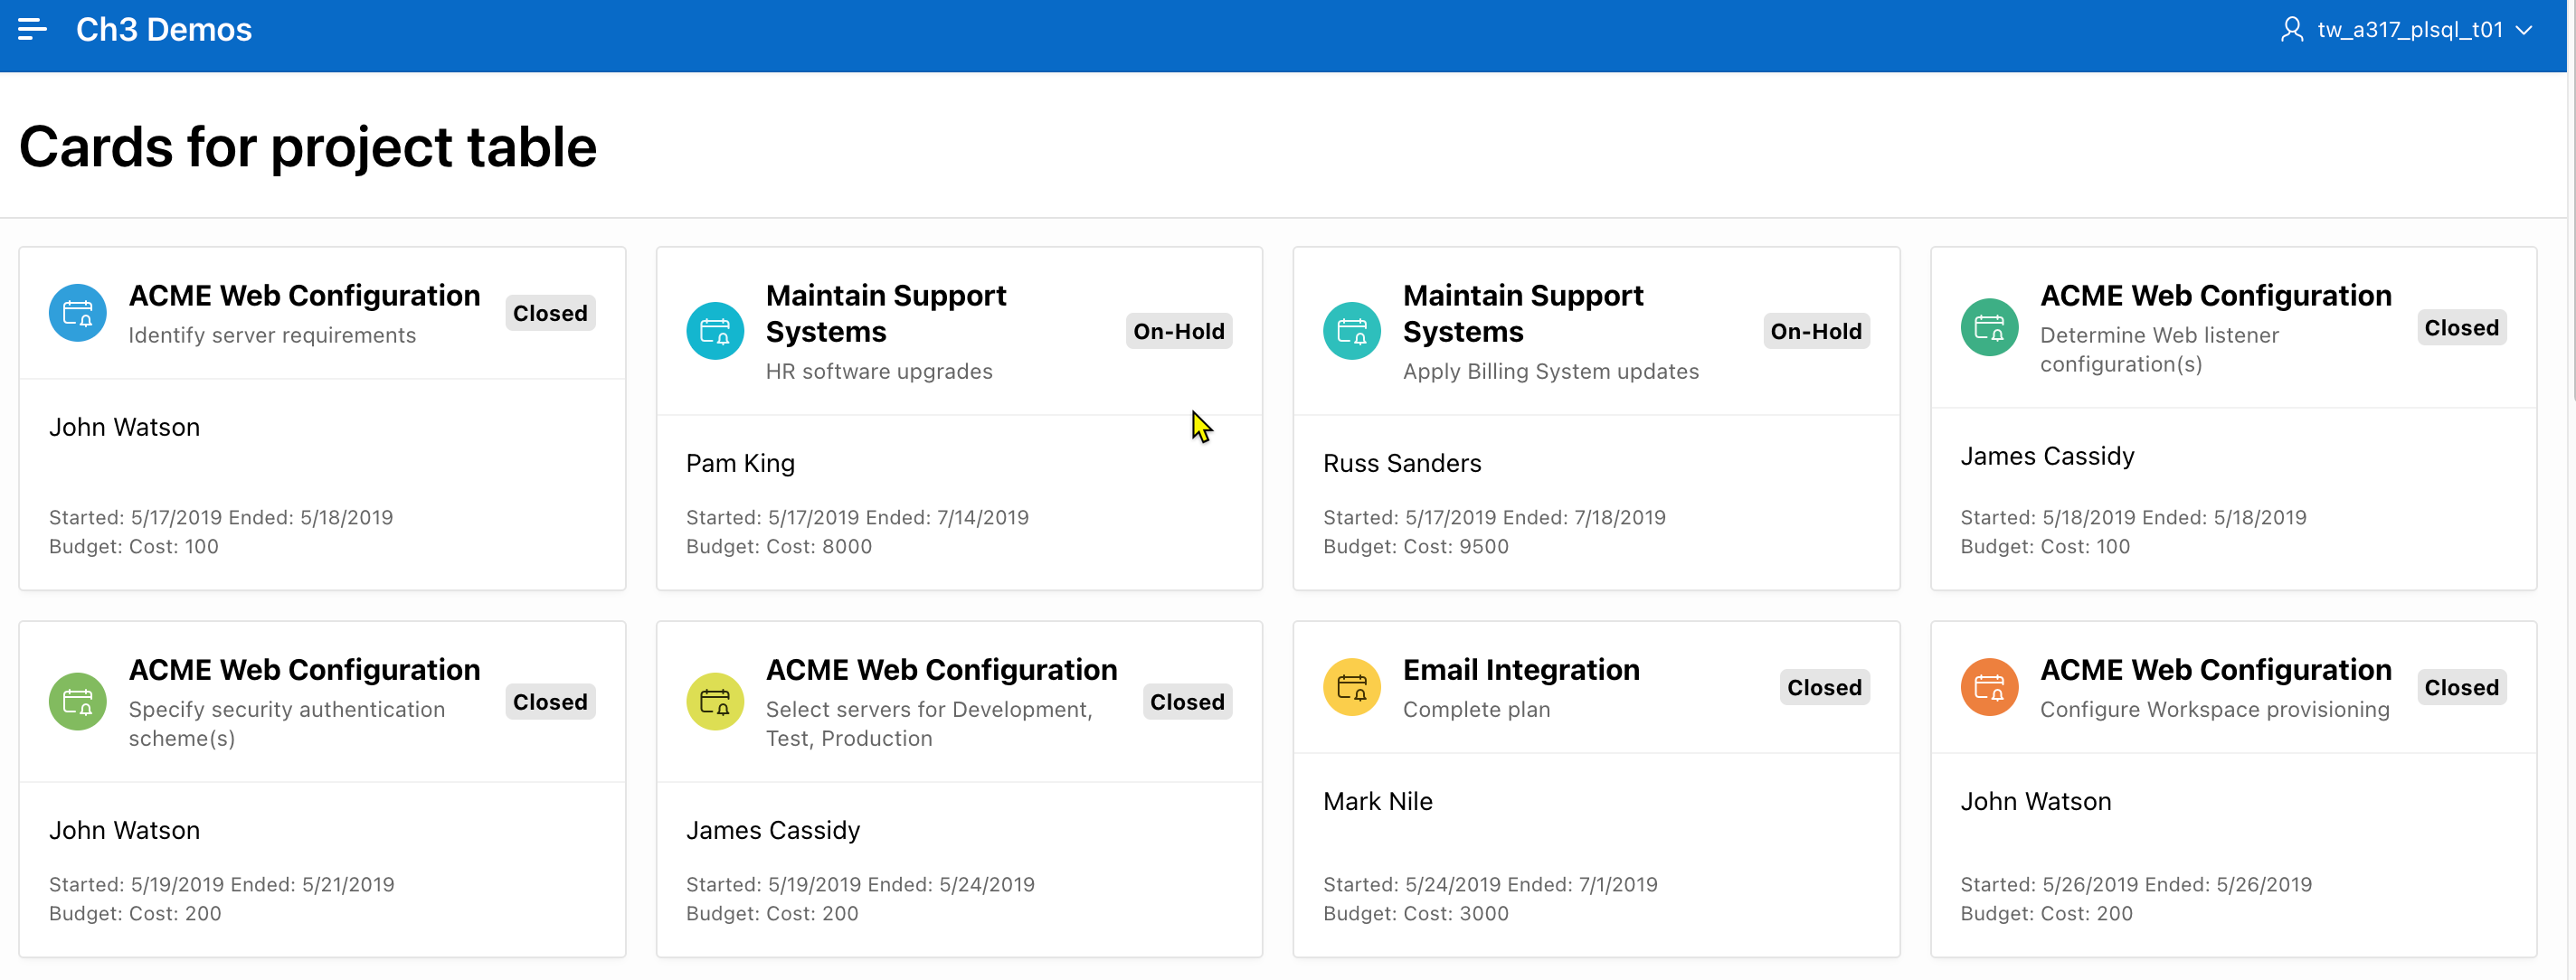 Ch3 Demos
tw_a317_plsql_t01
Cards for project table
ACME Web Configuration
Identify server requirements
Closed
John Watson
Started: 5/17/2019 Ended: 5/18/2019
Budget: Cost: 100
Maintain Support
Systems
HR software upgrades
On-Hold
Pam King
Started: 5/17/2019 Ended: 7/14/2019
Budget: Cost: 8000
Maintain Support
Systems
Apply Billing System updates
On-Hold
Russ Sanders
Started: 5/17/2019 Ended: 7/18/2019
Budget: Cost: 9500
ACME Web Configuration
Determine Web listener
configuration(s)
Closed
James Cassidy
Started: 5/18/2019 Ended: 5/18/2019
Budget: Cost: 100
ACME Web Configuration
Specify security authentication
scheme(s)
Closed
John Watson
Started: 5/19/2019 Ended: 5/21/2019
Budget: Cost: 200
ACME Web Configuration
Select servers for Development,
Test, Production
Closed
James Cassidy
Started: 5/19/2019 Ended: 5/24/2019
Budget: Cost: 200
Email Integration
Complete plan
Closed
Mark Nile
Started: 5/24/2019 Ended: 7/1/2019
Budget: Cost: 3000
ACME Web Configuration
Configure Workspace provisioning
Closed
John Watson
Started: 5/26/2019 Ended: 5/26/2019
Budget: Cost: 200